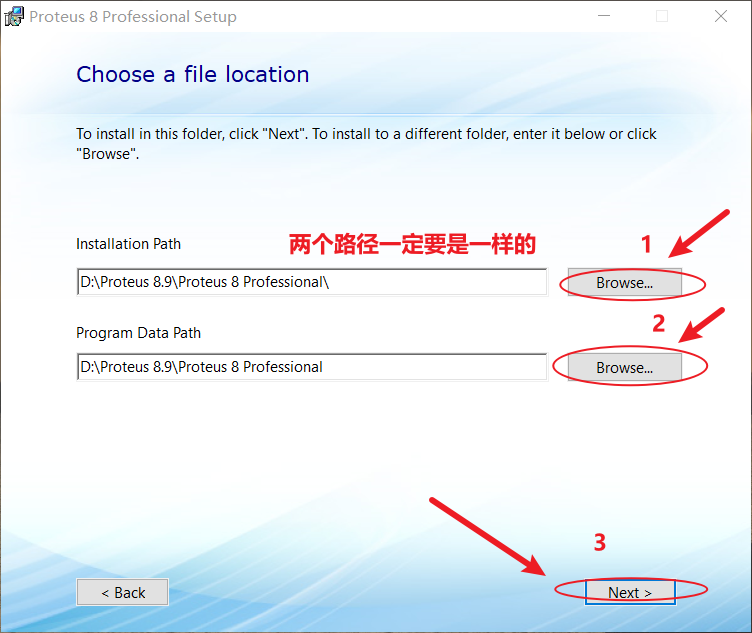 Proteus 8 Professional Setup
Choose a file location
To install in this folder, click "Next". To install to a different folder, enter it below or click
"Browse".
Installation Path
两个路径一定要是一样的
1
D:\Proteus 8.9\Proteus 8 Professional\
Browse...
2
Program Data Path
D:\Proteus 8.9\Proteus 8 Professional
Browse...
3
< Back
Next >